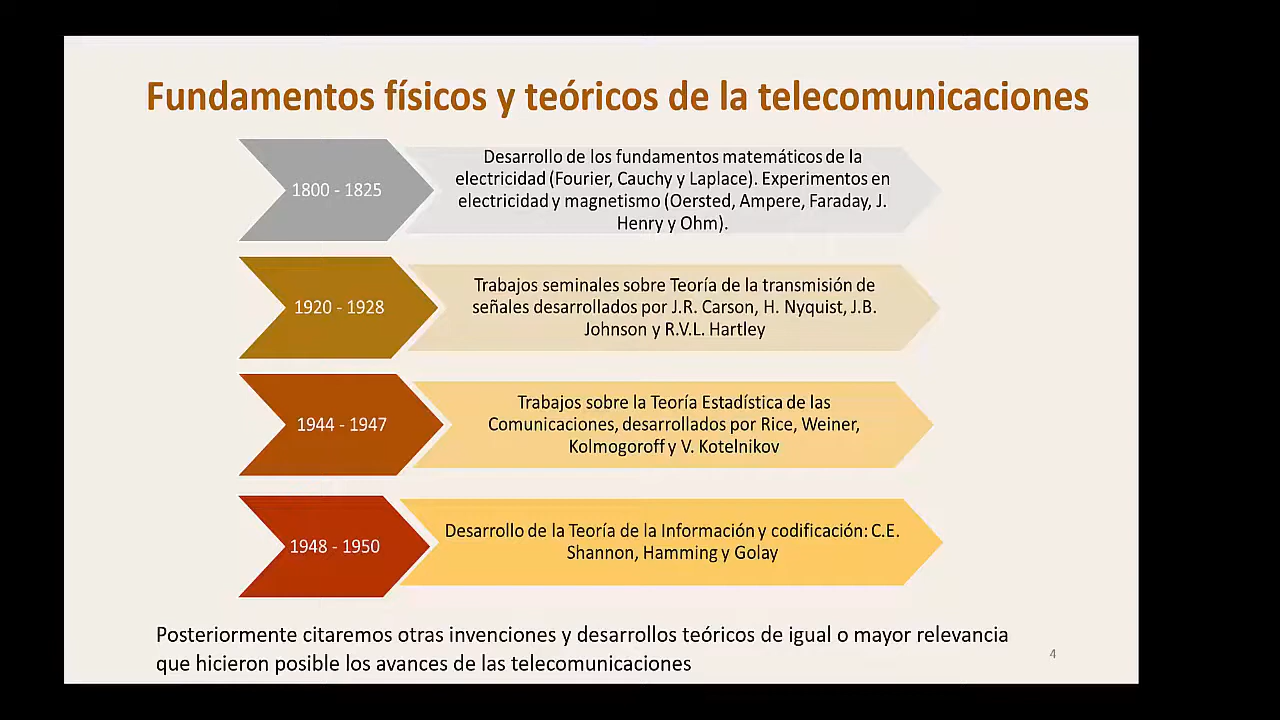 Fundamentos físicos y teóricos de la telecomunicaciones
1800 - 1825
Desarrollo de los fundamentos matemáticos de la
electricidad (Fourier, Cauchy y Laplace). Experimentos en
electricidad y magnetismo (Oersted, Ampere, Faraday, J.
Henry y Ohm).
1920 - 1928
Trabajos seminales sobre Teoría de la transmisión de
señales desarrollados por J.R. Carson, H. Nyquist, J.B.
Johnson y R.V.L. Hartley
1944 - 1947
Trabajos sobre la Teoría Estadística de las
Comunicaciones, desarrollados por Rice, Weiner,
Kolmogoroff y V. Kotelnikov
1948 - 1950
Desarrollo de la Teoría de la Información y codificación: C.E.
Shannon, Hamming y Golay
Posteriormente citaremos otras invenciones y desarrollos teóricos de igual o mayor relevancia
que hicieron posible los avances de las telecomunicaciones
4